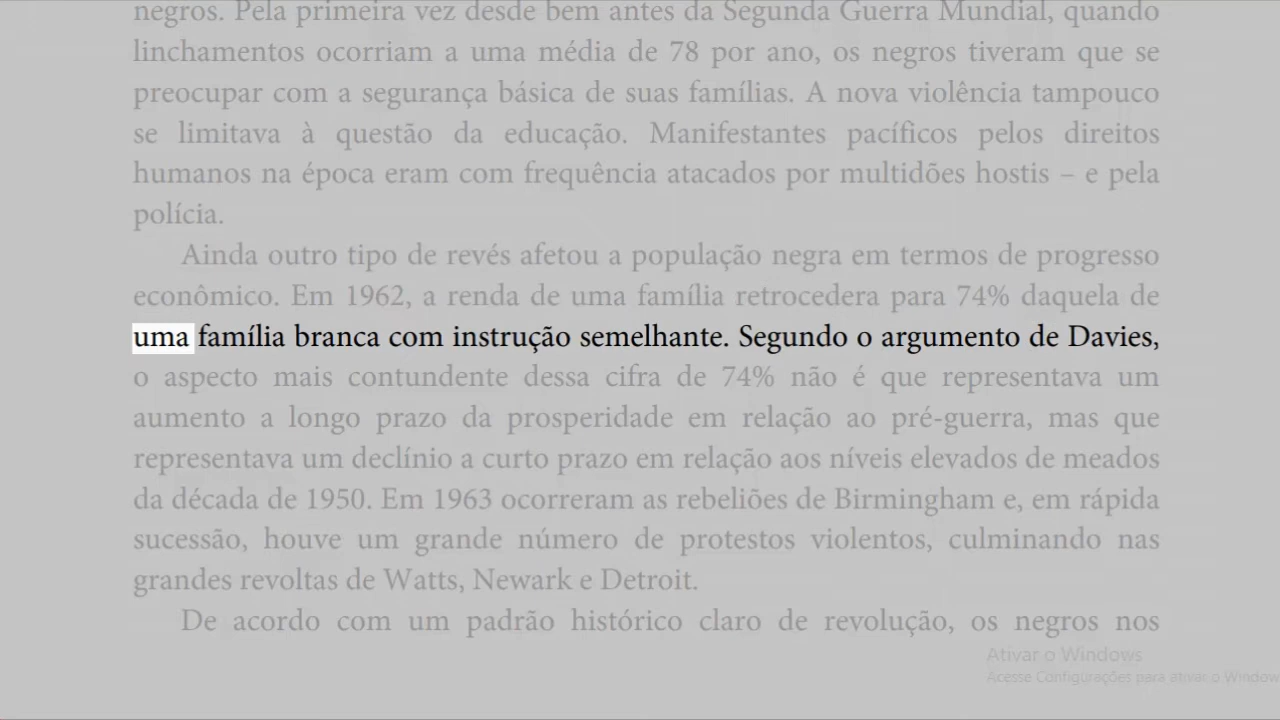 negros. Pela primeira vez desde bem antes da Segunda Guerra Mundial, quando
linchamentos ocorriam a uma média de 78 por ano, os negros tiveram que se
preocupar com a segurança básica de suas famílias. A nova violência tampouco
se limitava à questão da educação. Manifestantes pacíficos pelos direitos
humanos na época eram com frequência atacados por multidões hostis – e pela
polícia.
Ainda outro tipo de revés afetou a população negra em termos de progresso
econômico. Em 1962, a renda de uma família retrocedera para 74% daquela de
uma família branca com instrução semelhante. Segundo o argumento de Davies,
o aspecto mais contundente dessa cifra de 74% não é que representava um
aumento a longo prazo da prosperidade em relação ao pré-guerra, mas que
representava um declínio a curto prazo em relação aos níveis elevados de meados
da década de 1950. Em 1963 ocorreram as rebeliões de Birmingham e, em rápida
sucessão, houve um grande número de protestos violentos, culminando nas
grandes revoltas de Watts, Newark e Detroit.
De acordo com um padrão histórico claro de revolução, os negros nos
Ativar o Windows
Acesse Configurações para ativar o Window